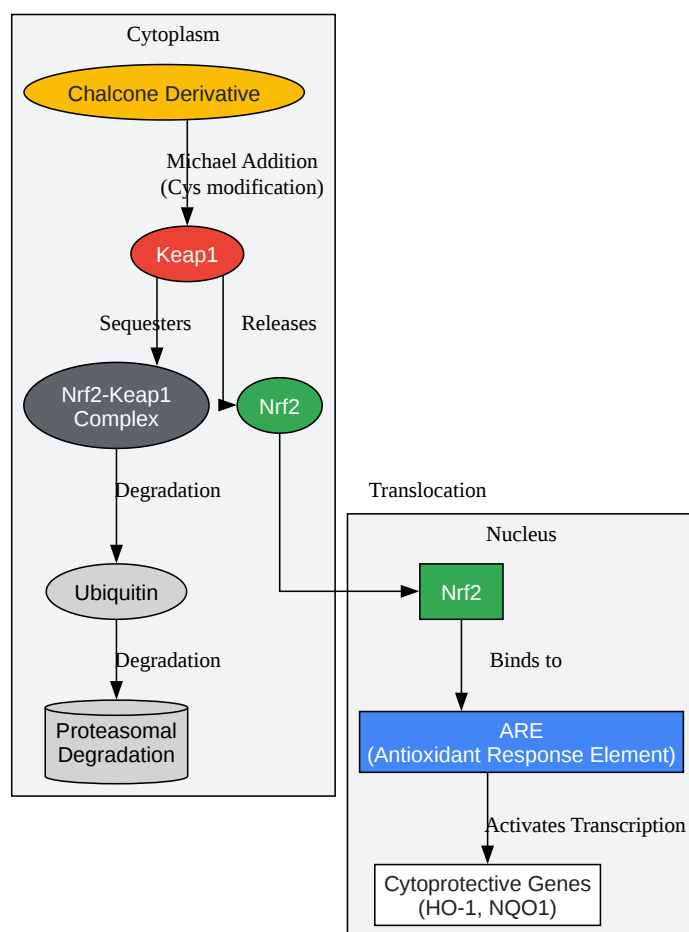 Cytoplasm
Chalcone Derivative
Michael Addition
(Cys modification)
Keap1
Sequesters
Releases
Nrf2-Keap1
Complex
Nrf2
Degradation
Translocation
Nucleus
Ubiquitin
Nrf2
Degradation
Binds to
Proteasomal
Degradation
ARE
(Antioxidant Response Element)
Activates Transcription
Cytoprotective Genes
(HO-1, NQO1)